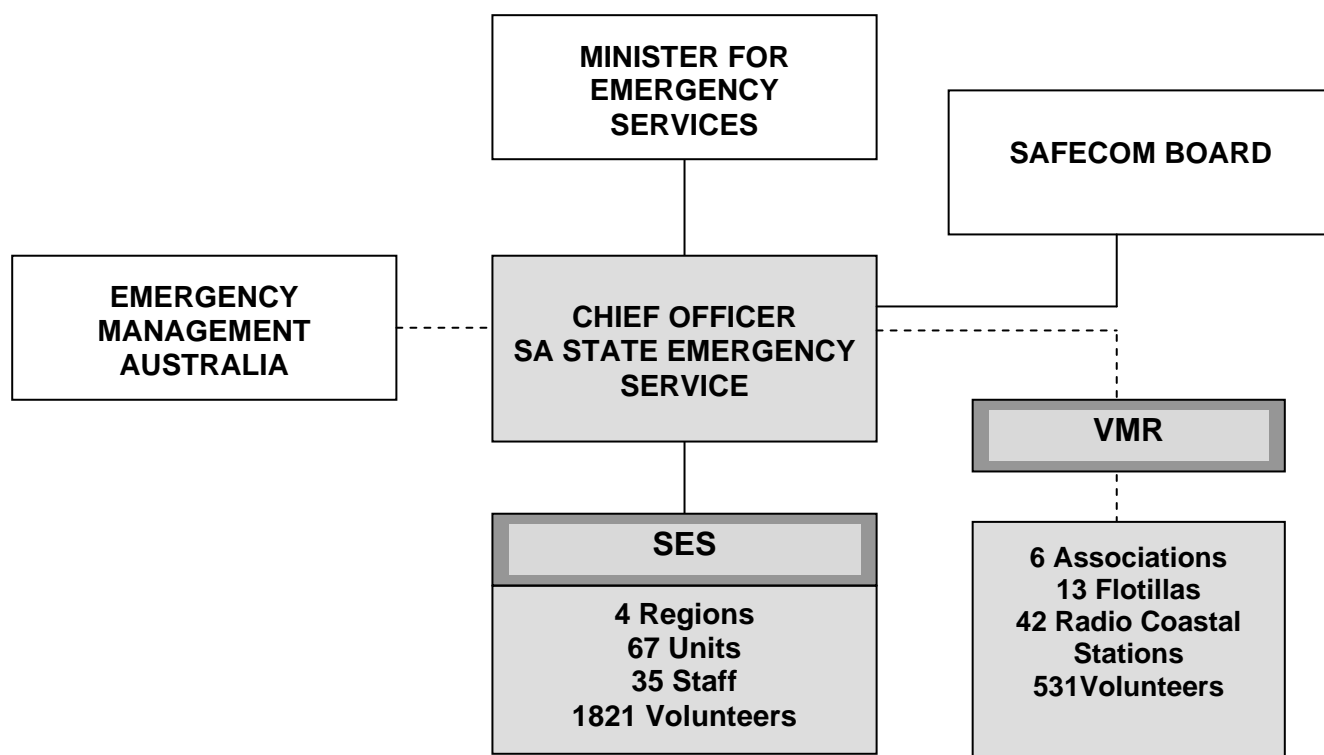 MINISTER FOR
EMERGENCY
SERVICES
SAFECOM BOARD
EMERGENCY
MANAGEMENT
AUSTRALIA
CHIEF OFFICER
SA STATE EMERGENCY
SERVICE
VMR
SES
6 Associations
13 Flotillas
42 Radio Coastal
Stations
531Volunteers
4 Regions
67 Units
35 Staff
1821 Volunteers